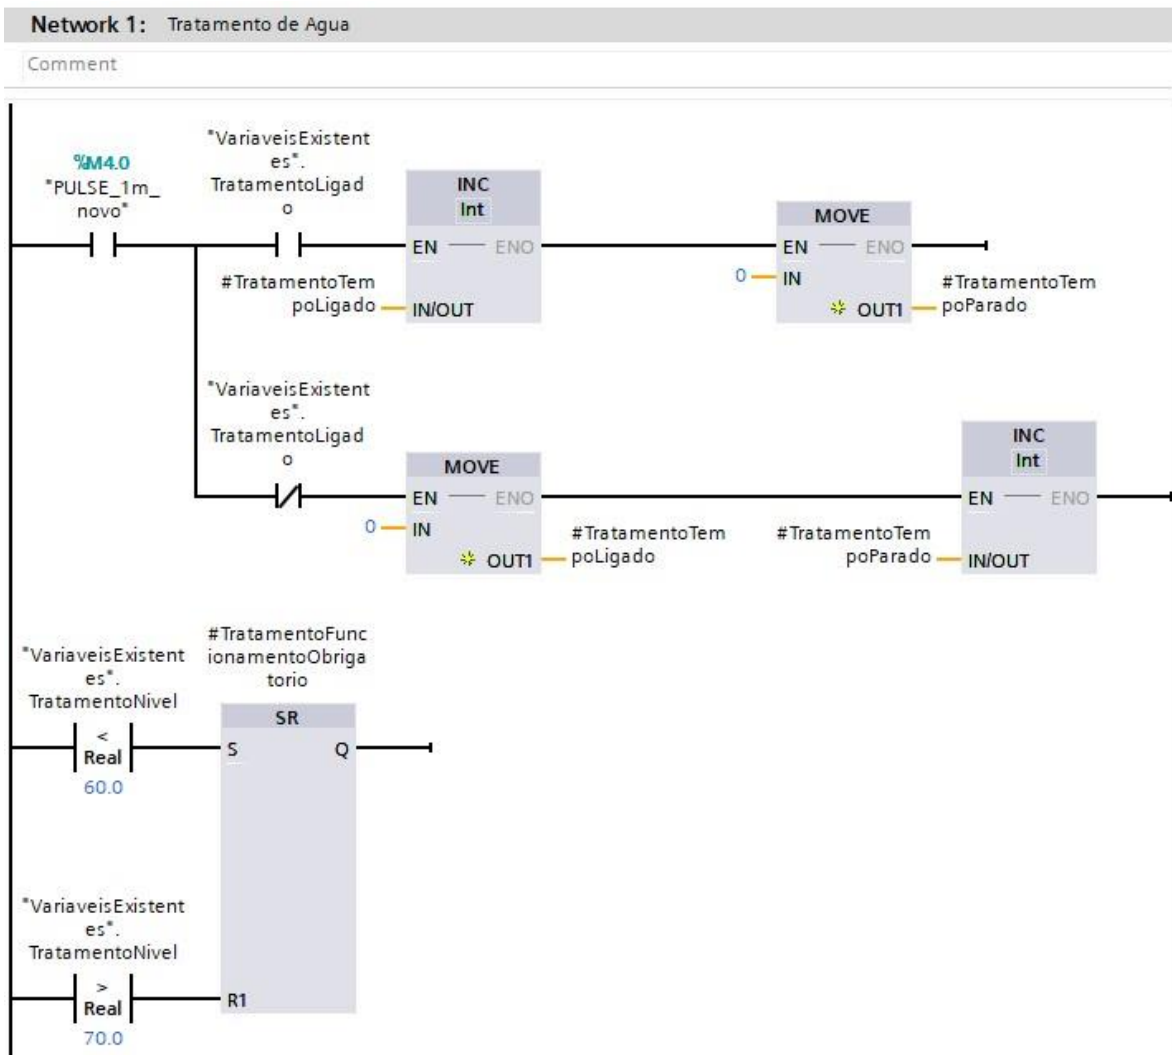 Network 1: Tratamento de Agua
Comment
"VariaveisExistent
es".
%M4.0
"PULSE_1m_
novo"
TratamentoLigad
o
INC
Int
MOVE
EN ENO
EN ENO
#TratamentoTem
poLigado
IN/OUT
0
IN
OUT1
#TratamentoTem
poParado
"VariaveisExistent
es".
TratamentoLigad
o
MOVE
INC
Int
EN ENO
EN ENO
0
IN
OUT1
#TratamentoTem
poLigado
#TratamentoTem
poParado
IN/OUT
#TratamentoFunc
ionamentoObriga
torio
"VariaveisExistent
es".
TratamentoNivel
SR
<
Real
60.0
S Q
"VariaveisExistent
es".
TratamentoNivel
>
Real
70.0
R1